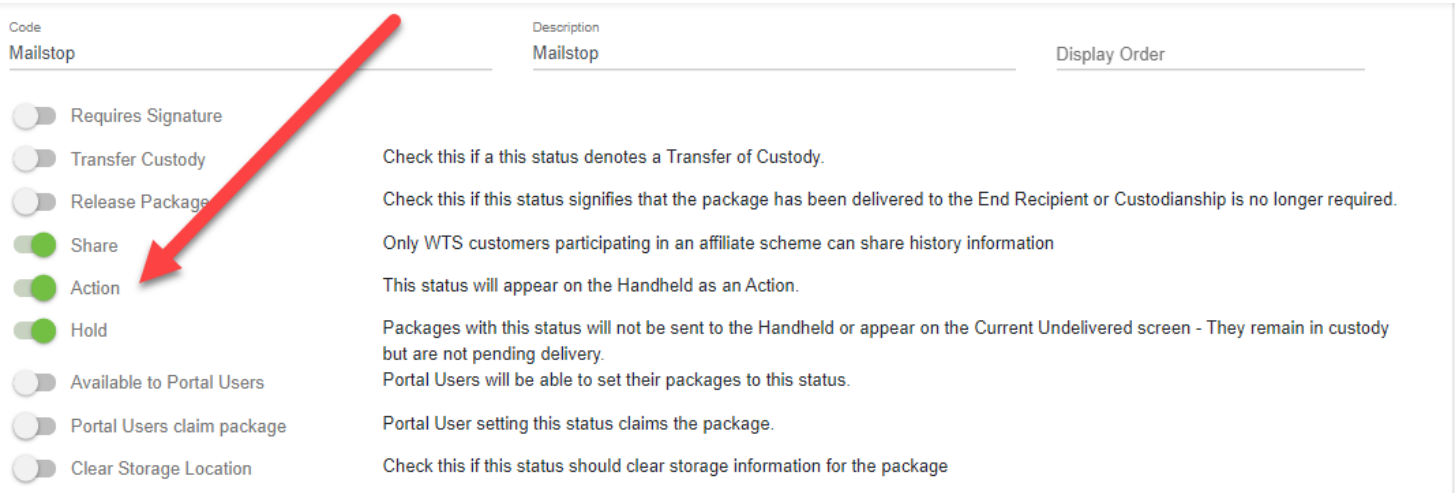 Code
Description
Mailstop
Mailstop
Display Order
Requires Signature
Transfer Custody
Check this if a this status denotes a Transfer of Custody.
Release Package
Check this if this status signifies that the package has been delivered to the End Recipient or Custodianship is no longer required.
Share
Only WTS customers participating in an affiliate scheme can share history information
Action
This status will appear on the Handheld as an Action.
Hold
Packages with this status will not be sent to the Handheld or appear on the Current Undelivered screen - They remain in custody
but are not pending delivery.
Available to Portal Users
Portal Users will be able to set their packages to this status.
Portal Users claim package
Portal User setting this status claims the package.
Clear Storage Location
Check this if this status should clear storage information for the package